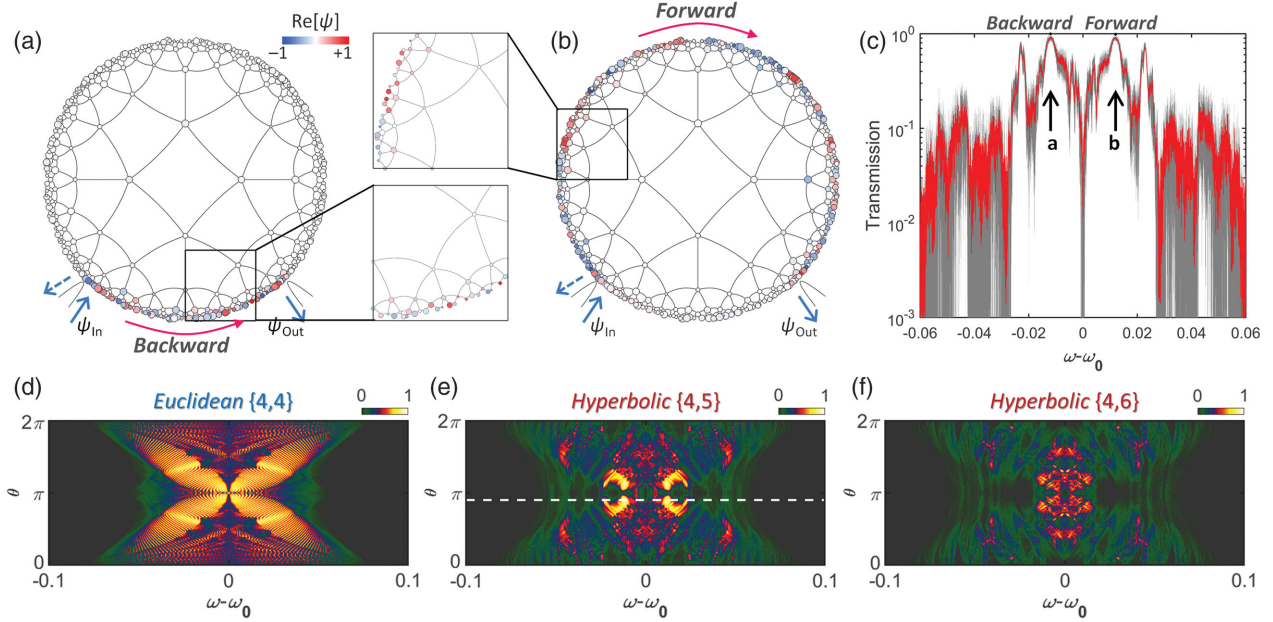 (a)
Re[ψ]
−1 +1
(b)
Forward
(c)
Backward Forward
Transmission
10⁰
10⁻¹
10⁻²
10⁻³
a
b
-0.06 -0.04 -0.02 0 0.02 0.04 0.06
ω-ω₀
ψIn
ψOut
Backward
ψIn
ψOut
(d)
Euclidean {4,4}
0 1
2π
θ π
0
-0.1 0 0.1
ω-ω₀
(e)
Hyperbolic {4,5}
0 1
2π
θ π
0
-0.1 0 0.1
ω-ω₀
(f)
Hyperbolic {4,6}
0 1
2π
θ π
0
-0.1 0 0.1
ω-ω₀